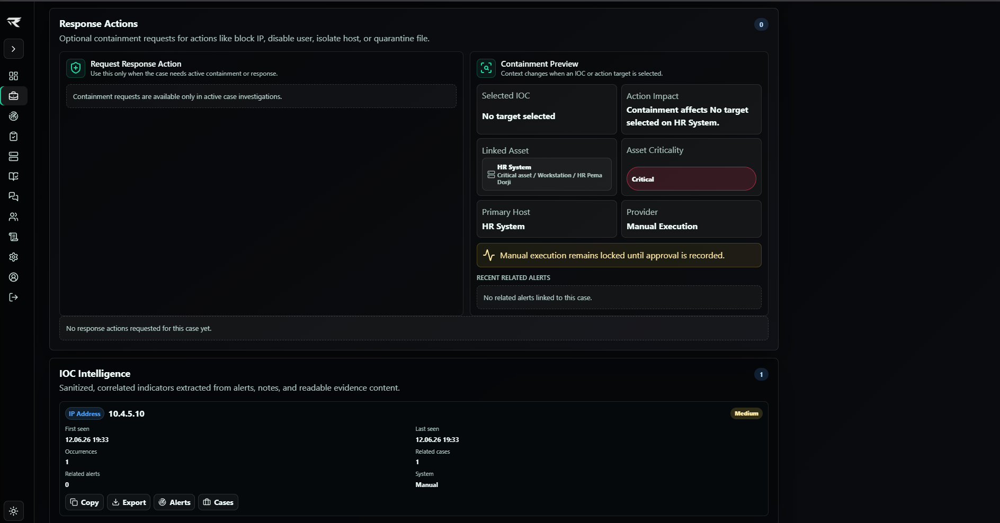 Response Actions
0
Optional containment requests for actions like block IP, disable user, isolate host, or quarantine file.
Request Response Action
Use this only when the case needs active containment or response.
Containment requests are available only in active case investigations.
Containment Preview
Context changes when an IOC or action target is selected.
Selected IOC
No target selected
Action Impact
Containment affects No target
selected on HR System.
Linked Asset
HR System
Critical asset / Workstation / HR Pema
Dorji
Asset Criticality
Critical
Primary Host
HR System
Provider
Manual Execution
Manual execution remains locked until approval is recorded.
RECENT RELATED ALERTS
No related alerts linked to this case.
No response actions requested for this case yet.
IOC Intelligence
1
Sanitized, correlated indicators extracted from alerts, notes, and readable evidence content.
IP Address 10.4.5.10
Medium
First seen
12.06.26 19:33
Last seen
12.06.26 19:33
Occurrences
1
Related cases
1
Related alerts
0
System
Manual
Copy
Export
Alerts
Cases